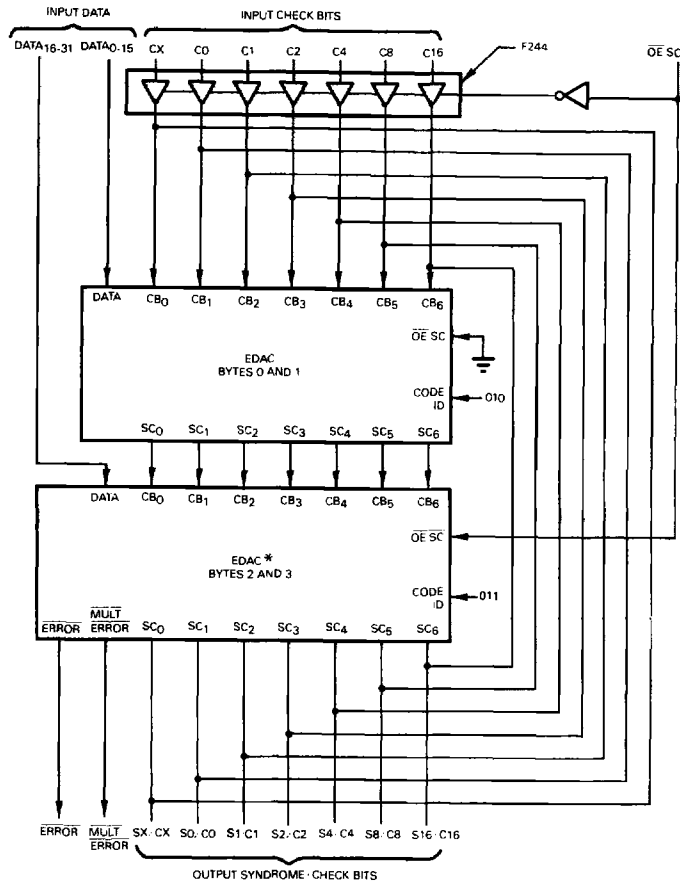 INPUT DATA
INPUT CHECK BITS
DATA16-31 DATA0-15 CX C0 C1 C2 C4 C8 C16 F244 OE SC
DATA CB0 CB1 CB2 CB3 CB4 CB5 CB6
OE SC
EDAC
BYTES 0 AND 1
CODE
ID
010
SC0 SC1 SC2 SC3 SC4 SC5 SC6
DATA CB0 CB1 CB2 CB3 CB4 CB5 CB6
OE SC
EDAC*
BYTES 2 AND 3
CODE
ID
011
ERROR MULT ERROR SC0 SC1 SC2 SC3 SC4 SC5 SC6
ERROR MULT ERROR SX·CX S0·C0 S1·C1 S2·C2 S4·C4 S8·C8 S16·C16
OUTPUT SYNDROME·CHECK BITS